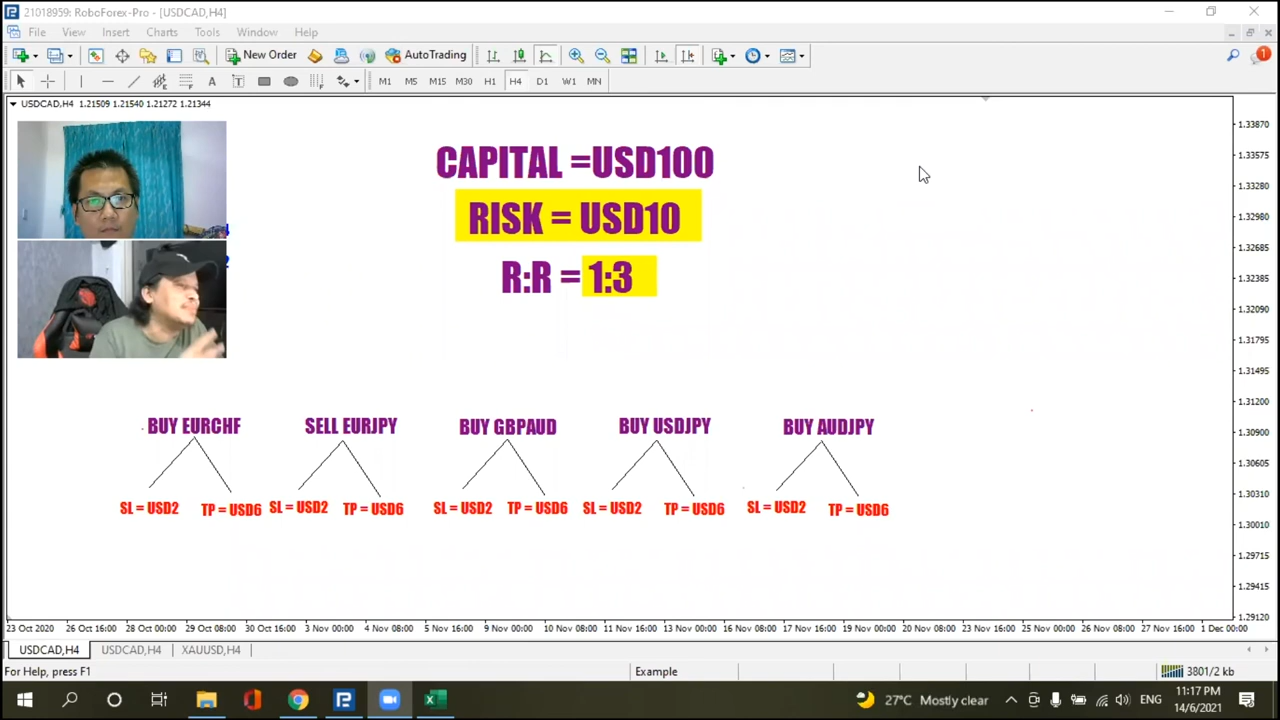 21018959: RoboForex-Pro - [USDCAD,H4]
File View Insert Charts Tools Window Help
New Order AutoTrading 1
A T M1 M5 M15 M30 H1 H4 D1 W1 MN
USDCAD,H4 1.21509 1.21540 1.21272 1.21344
1.33870
CAPITAL =USD100
1.33575
1.33280
RISK = USD10
1.32980
1.32685
R:R = 1:3
1.32385
1.32090
1.31795
1.31495
1.31200
BUY EURCHF SELL EURJPY BUY GBPAUD BUY USDJPY BUY AUDJPY
1.30900
1.30605
1.30310
SL = USD2 TP = USD6 SL = USD2 TP = USD6 SL = USD2 TP = USD6 SL = USD2 TP = USD6 SL = USD2 TP = USD6
1.30010
1.29715
1.29415
1.29120
23 Oct 2020 26 Oct 16:00 28 Oct 00:00 29 Oct 08:00 30 Oct 16:00 3 Nov 00:00 4 Nov 08:00 5 Nov 16:00 9 Nov 00:00 10 Nov 08:00 11 Nov 16:00 13 Nov 00:00 16 Nov 08:00 17 Nov 16:00 19 Nov 00:00 20 Nov 08:00 23 Nov 16:00 25 Nov 00:00 26 Nov 08:00 27 Nov 16:00 1 Dec 00:00
USDCAD,H4 USDCAD,H4 XAUUSD,H4
For Help, press F1 Example 3801/2 kb
27°C Mostly clear ENG 11:17 PM
14/6/2021